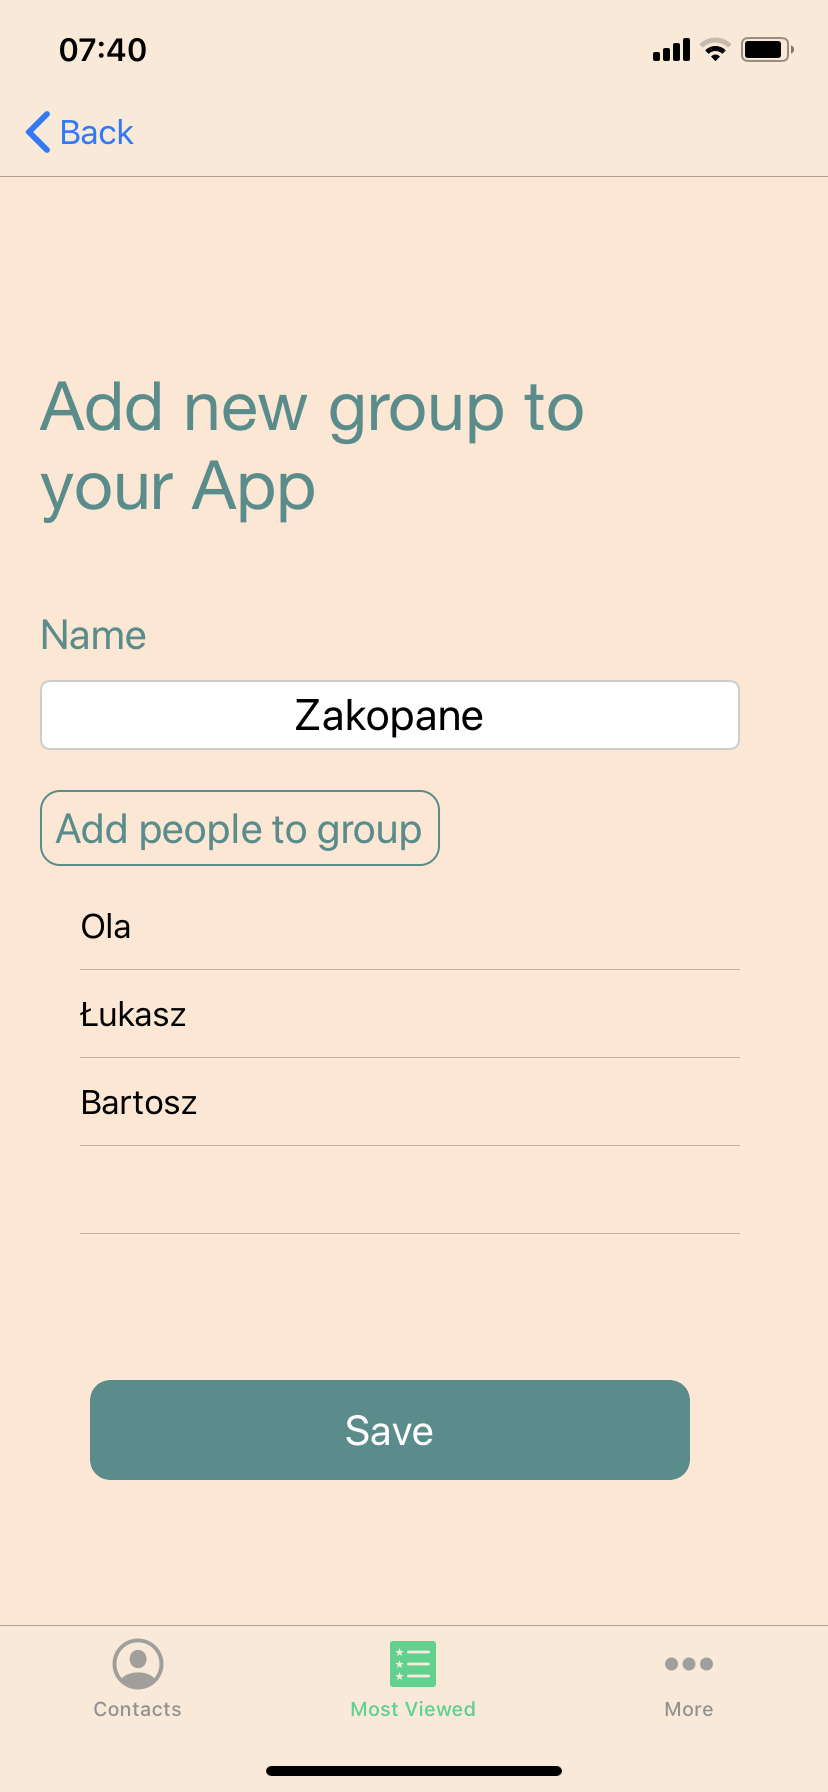 07:40
Back
Add new group to
your App
Name
Zakopane
Add people to group
Ola
Łukasz
Bartosz
Save
Contacts
Most Viewed
More